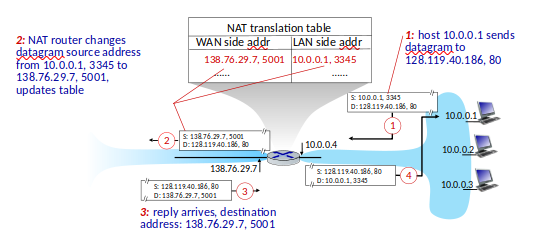 NAT translation table
WAN side addr LAN side addr
138.76.29.7, 5001 10.0.0.1, 3345
...... ......
2: NAT router changes
datagram source address
from 10.0.0.1, 3345 to
138.76.29.7, 5001,
updates table
1: host 10.0.0.1 sends
datagram to
128.119.40.186, 80
S: 10.0.0.1, 3345
D: 128.119.40.186, 80
1
10.0.0.1
S: 138.76.29.7, 5001
D: 128.119.40.186, 80
2
10.0.0.4
10.0.0.2
138.76.29.7
S: 128.119.40.186, 80
D: 10.0.0.1, 3345
4
10.0.0.3
S: 128.119.40.186, 80
D: 138.76.29.7, 5001
3
3: reply arrives, destination
address: 138.76.29.7, 5001